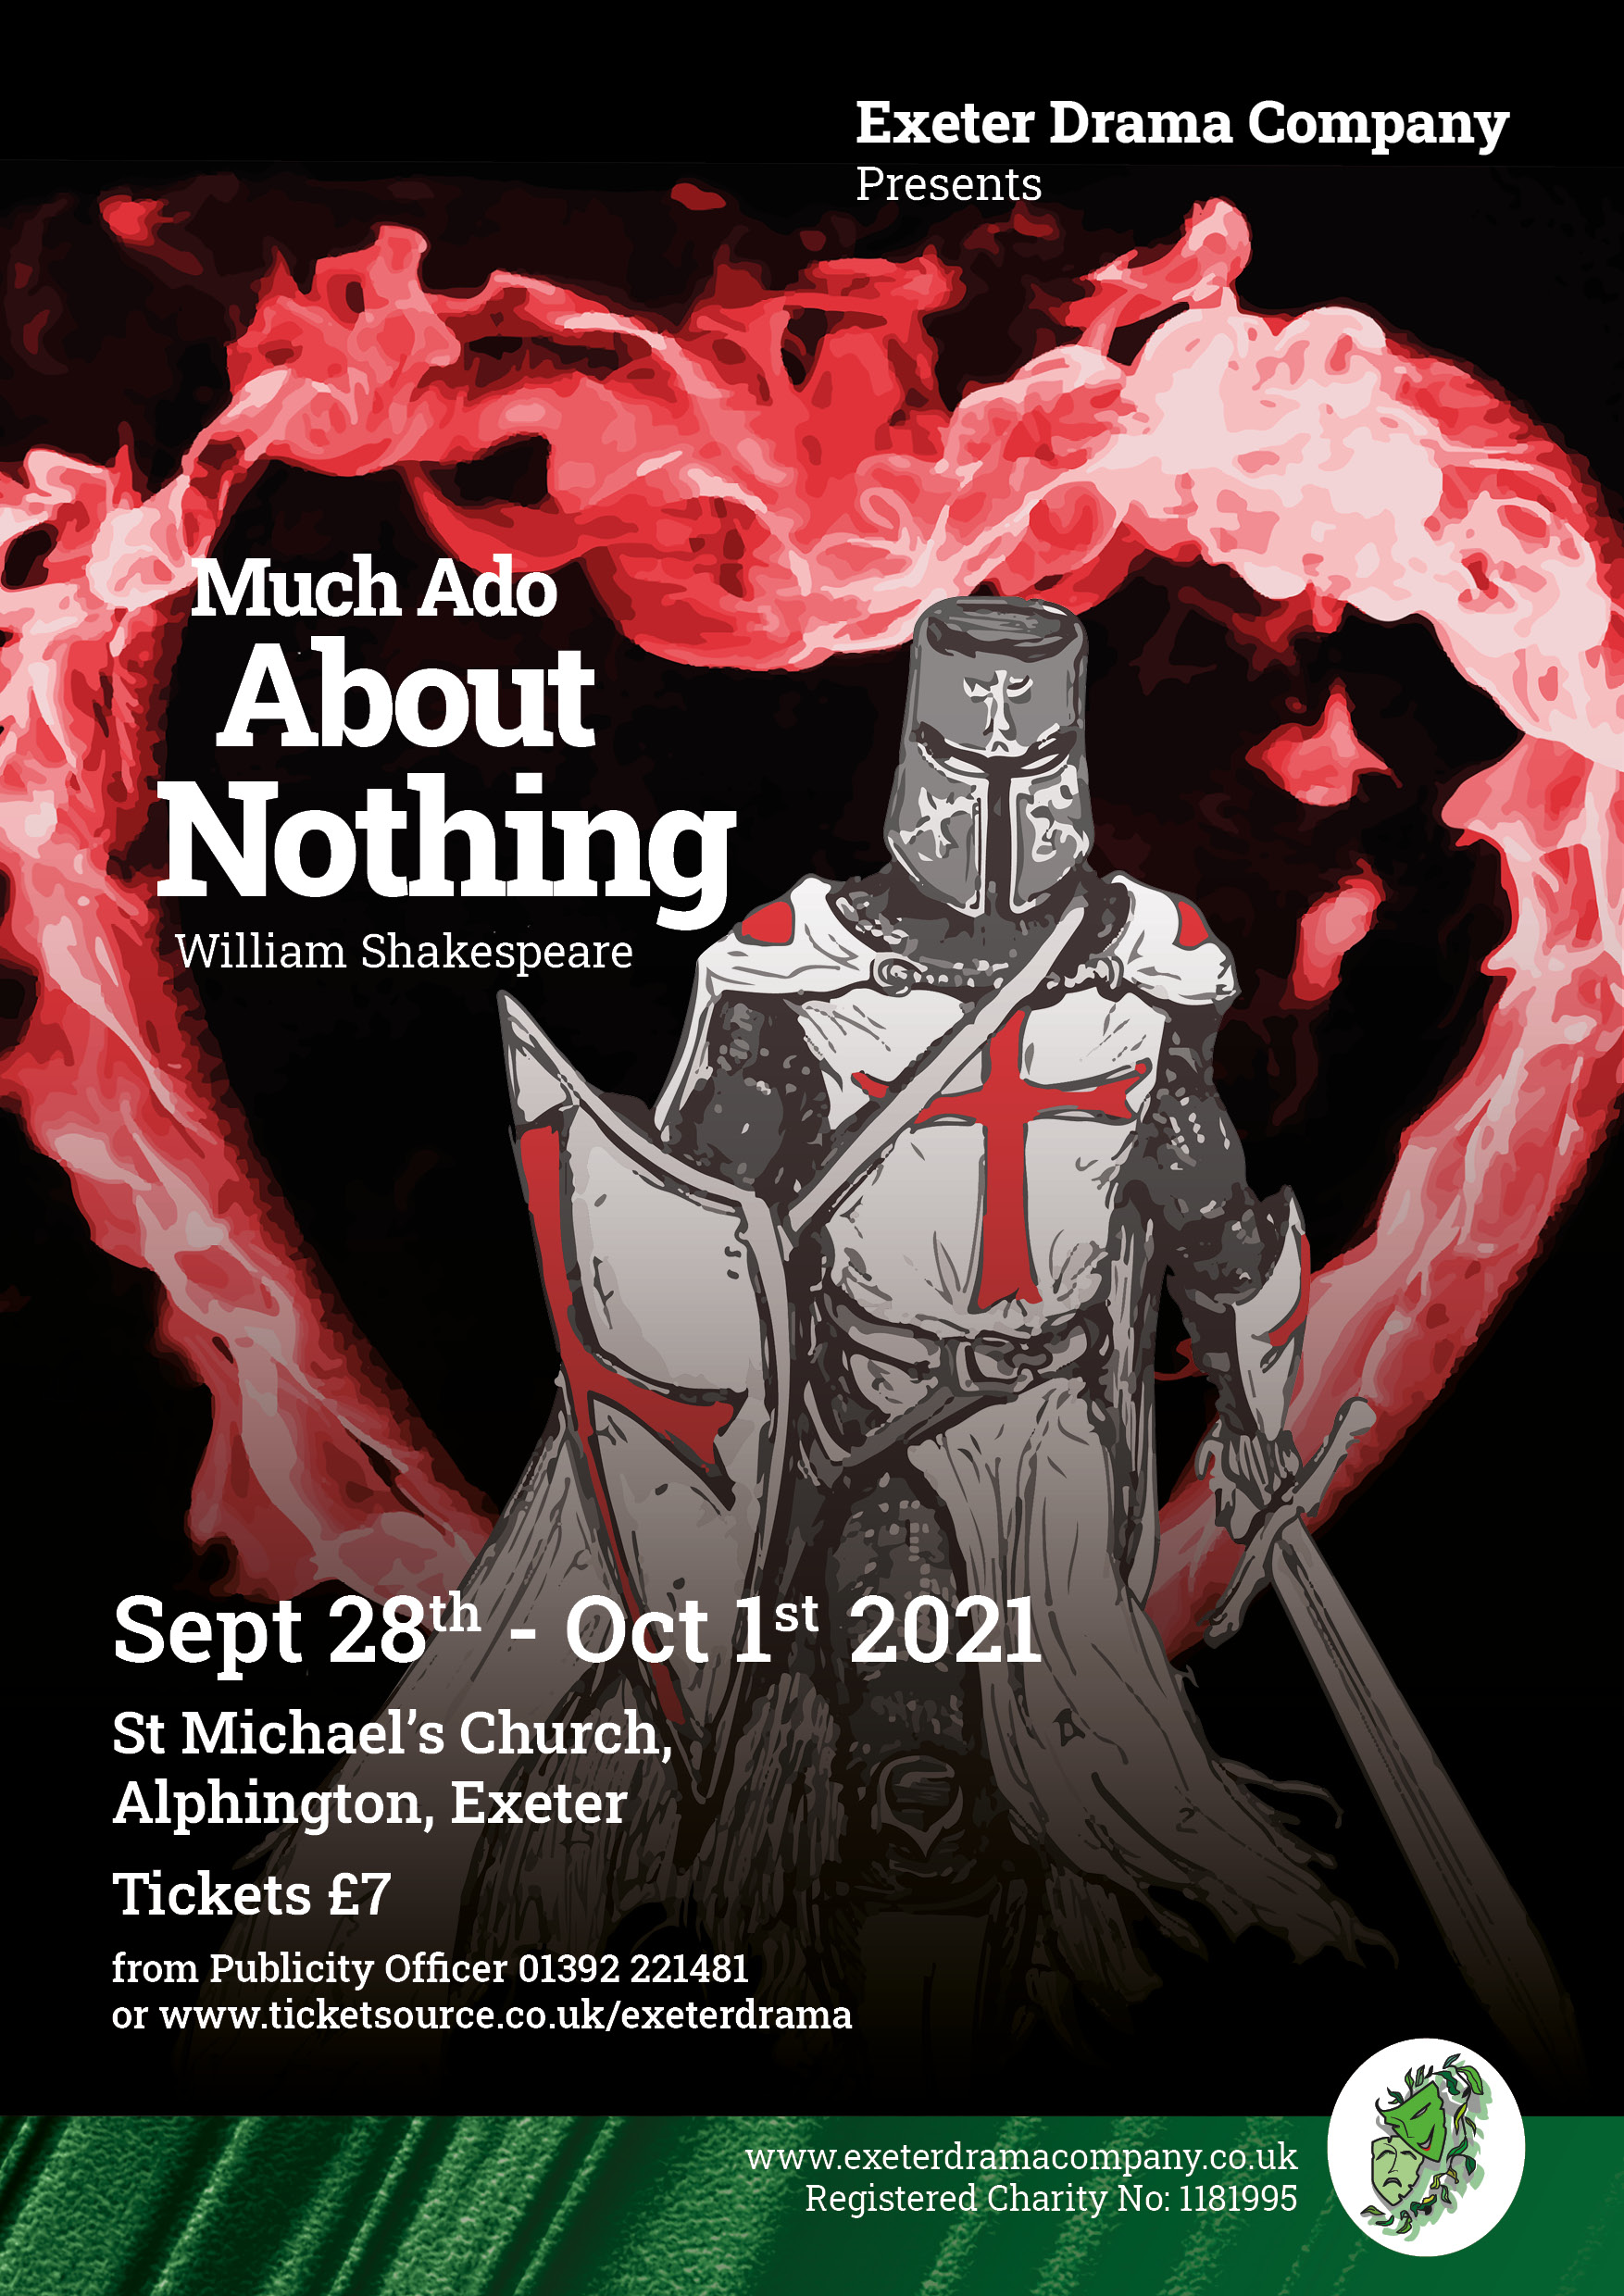 Exeter Drama Company
Presents
Much Ado
About
Nothing
William Shakespeare
Sept 28th - Oct 1st 2021
St Michael’s Church,
Alphington, Exeter
Tickets £7
from Publicity Officer 01392 221481
or www.ticketsource.co.uk/exeterdrama
www.exeterdramacompany.co.uk
Registered Charity No: 1181995